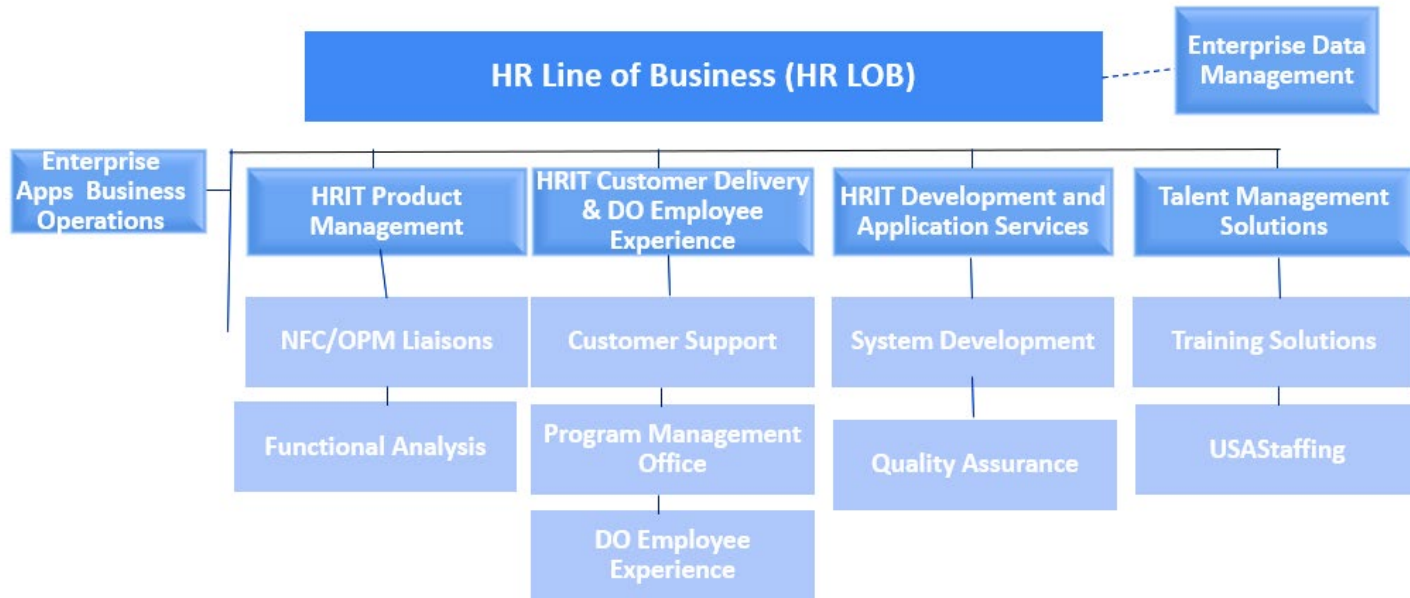 HR Line of Business (HR LOB)
Enterprise Data
Management
Enterprise
Apps Business
Operations
HRIT Product
Management
HRIT Customer Delivery
& DO Employee
Experience
HRIT Development and
Application Services
Talent Management
Solutions
NFC/OPM Liaisons
Customer Support
System Development
Training Solutions
Functional Analysis
Program Management
Office
Quality Assurance
USAStaffing
DO Employee
Experience